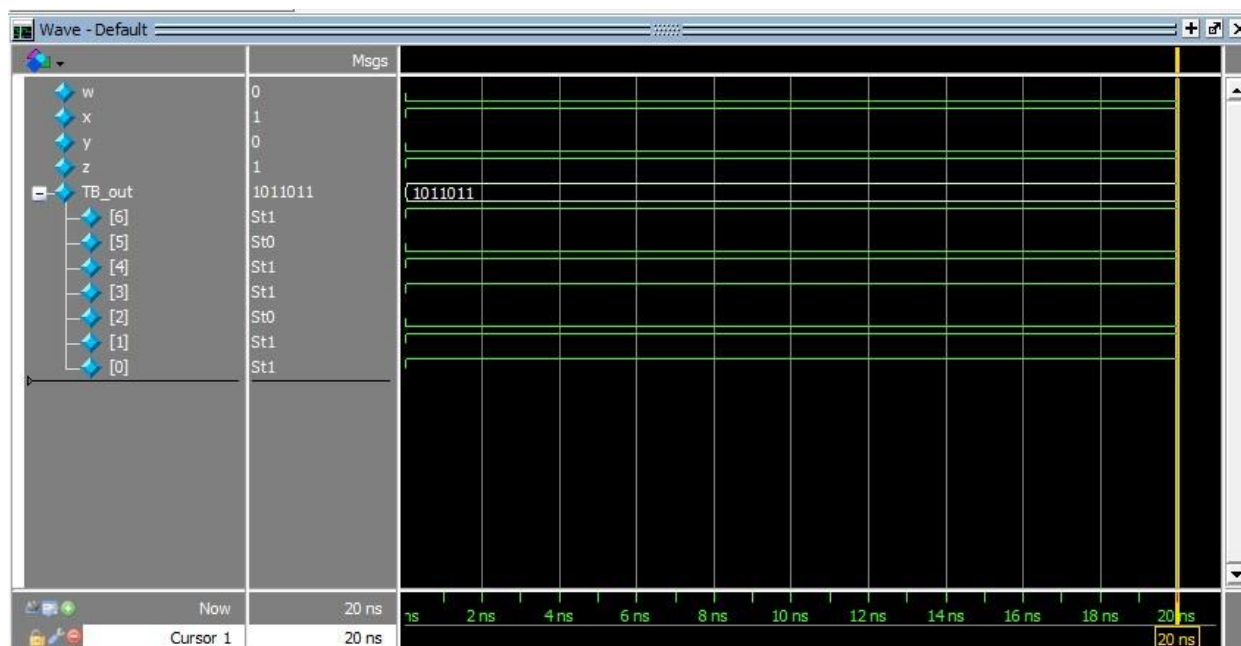 Wave - Default
Msgs
w 0
x 1
y 0
z 1
TB_out 1011011 1011011
[6] St1
[5] St0
[4] St1
[3] St1
[2] St0
[1] St1
[0] St1
Now 20 ns ns 2 ns 4 ns 6 ns 8 ns 10 ns 12 ns 14 ns 16 ns 18 ns 20 ns
Cursor 1 20 ns 20 ns